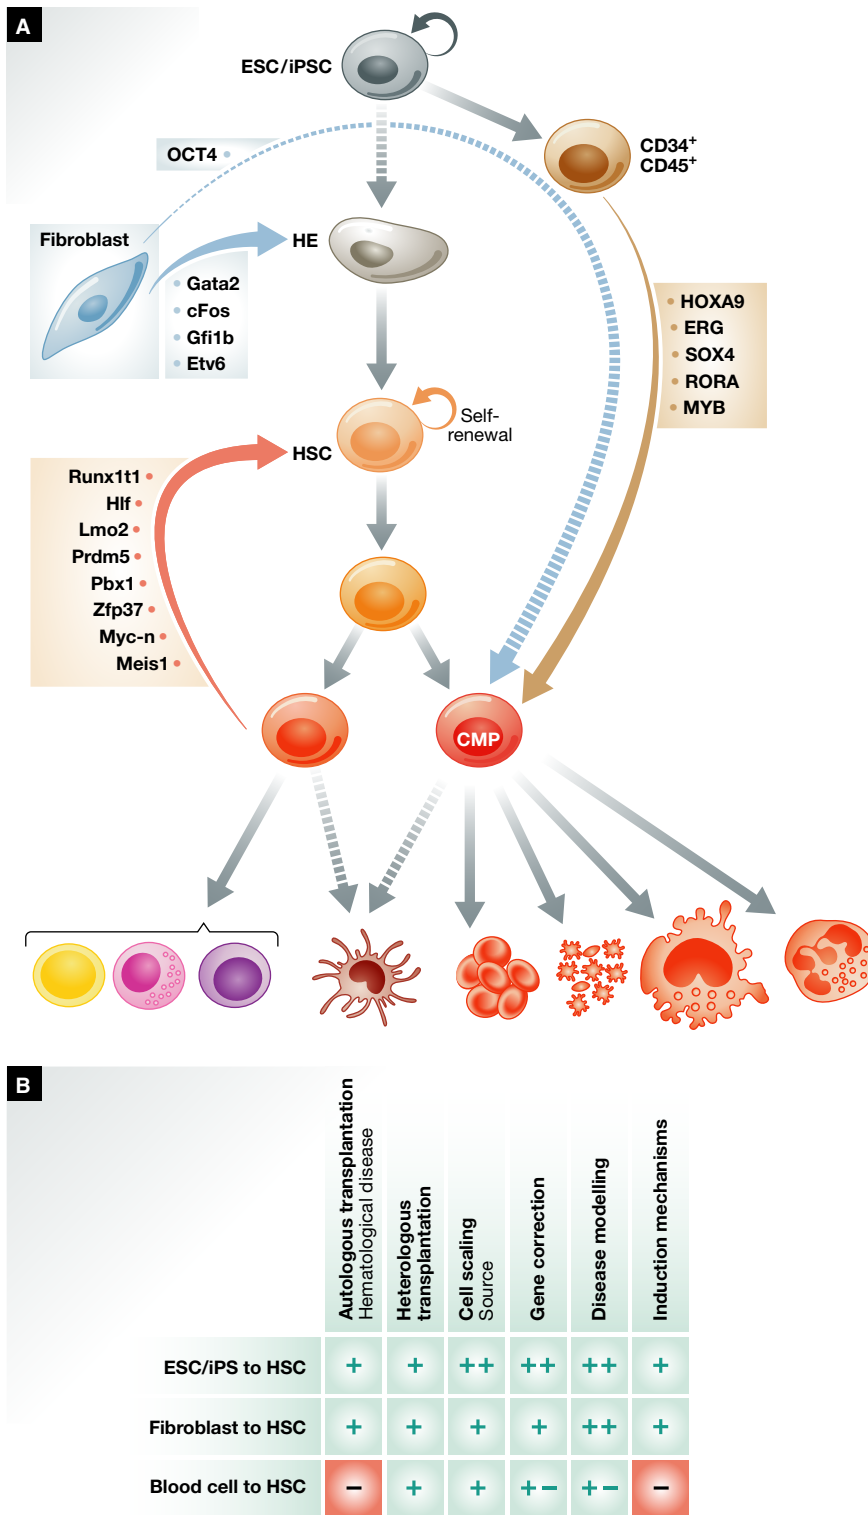 A
ESC/iPSC
CD34+
CD45+
OCT4
Fibroblast
HE
Gata2
cFos
Gfi1b
Etv6
HOXA9
ERG
SOX4
RORA
MYB
Self-
renewal
HSC
Runx1t1
Hlf
Lmo2
Prdm5
Pbx1
Zfp37
Myc-n
Meis1
CMP
B
Autologous transplantation
Hematological disease
Heterologous
transplantation
Cell scaling
Source
Gene correction
Disease modelling
Induction mechanisms
ESC/iPS to HSC + + ++ ++ ++ +
Fibroblast to HSC + + + + ++ +
Blood cell to HSC – + + +– +– –